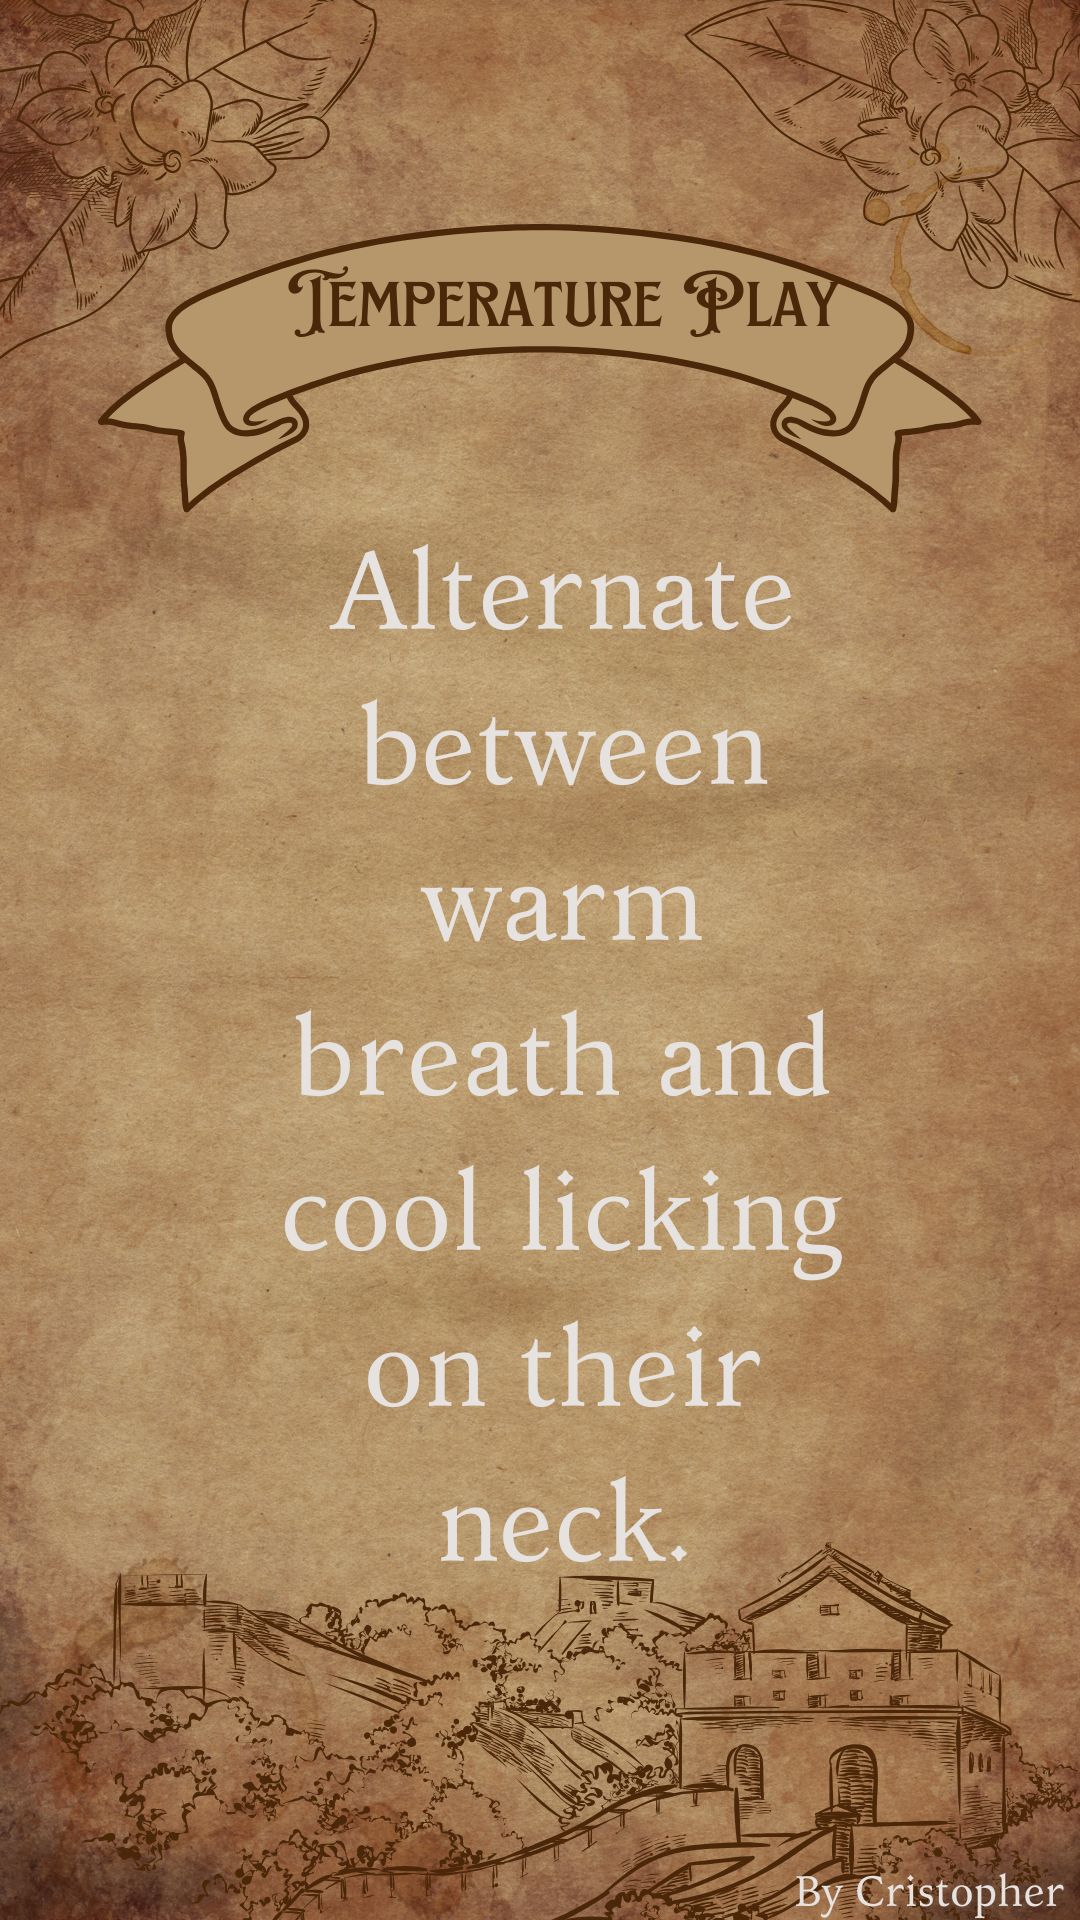 Temperature Play
Alternate
between
warm
breath and
cool licking
on their
neck.
By Cristopher